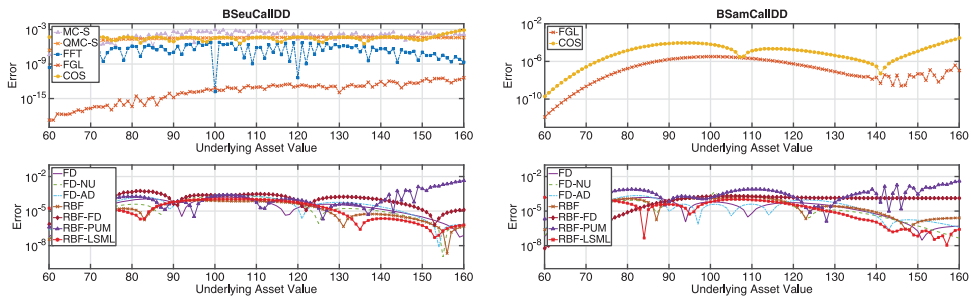 BSeuCallDD
Error
10^-3
10^-9
10^-15
MC-S
QMC-S
FFT
FGL
COS
60 70 80 90 100 110 120 130 140 150 160
Underlying Asset Value
BSamCallDD
Error
10^-2
10^-6
10^-10
FGL
COS
60 70 80 90 100 110 120 130 140 150 160
Underlying Asset Value
Error
10^-2
10^-5
10^-8
FD
FD-NU
FD-AD
RBF
RBF-FD
RBF-PUM
RBF-LSML
60 70 80 90 100 110 120 130 140 150 160
Underlying Asset Value
Error
10^-2
10^-5
10^-8
FD
FD-NU
FD-AD
RBF
RBF-FD
RBF-PUM
RBF-LSML
60 70 80 90 100 110 120 130 140 150 160
Underlying Asset Value